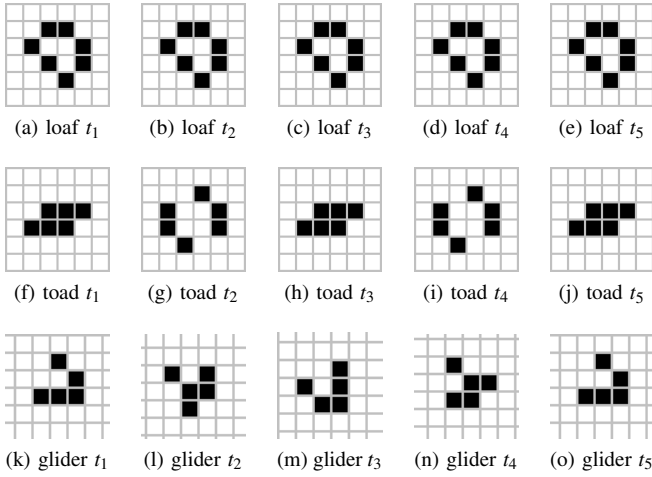 (a) loaf t1 (b) loaf t2 (c) loaf t3 (d) loaf t4 (e) loaf t5
(f) toad t1 (g) toad t2 (h) toad t3 (i) toad t4 (j) toad t5
(k) glider t1 (l) glider t2 (m) glider t3 (n) glider t4 (o) glider t5